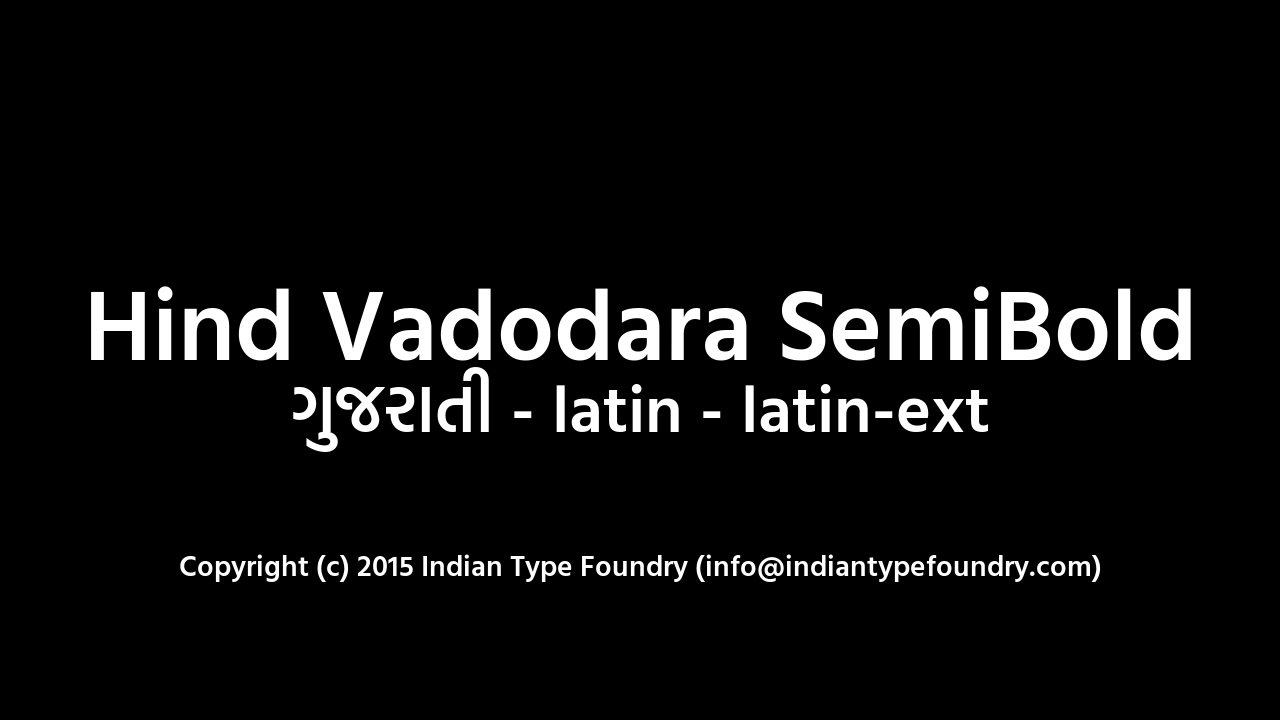 Hind Vadodara SemiBold
ગુજરાતી - latin - latin-ext
Copyright (c) 2015 Indian Type Foundry (info@indiantypefoundry.com)